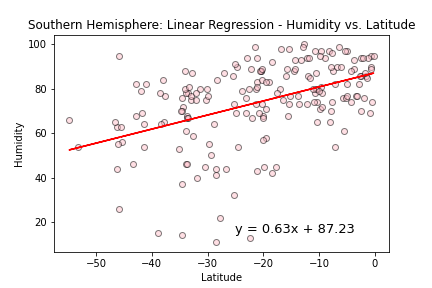 Southern Hemisphere: Linear Regression - Humidity vs. Latitude
100
80
60
40
20
Humidity
y = 0.63x + 87.23
−50 −40 −30 −20 −10 0
Latitude